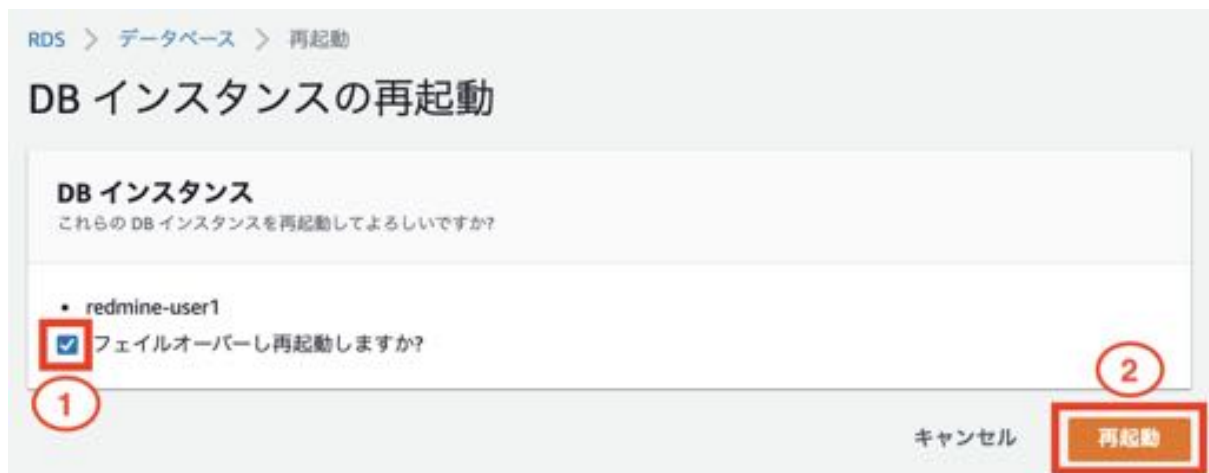 RDS > データベース > 再起動
DB インスタンスの再起動
DB インスタンス
これらの DB インスタンスを再起動してよろしいですか?
• redmine-user1
フェイルオーバーし再起動しますか?
1
2
キャンセル 再起動